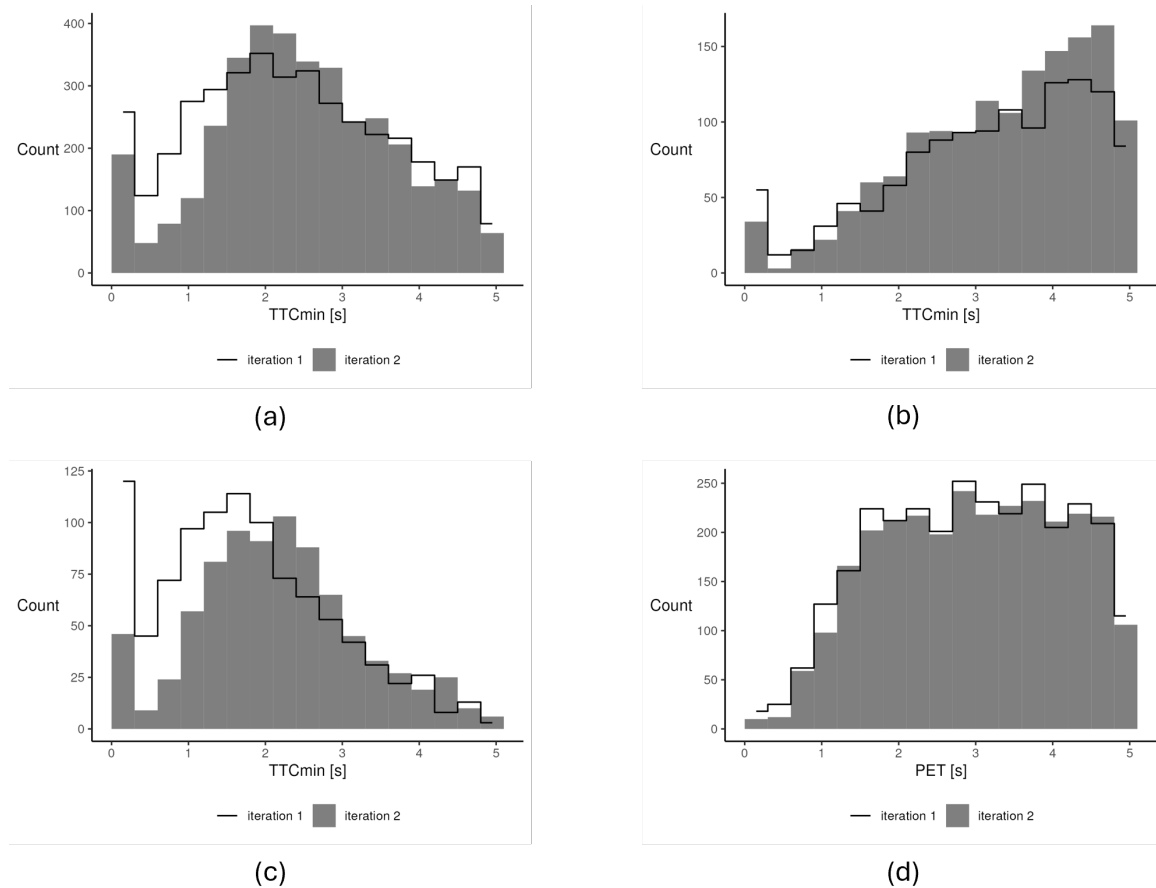 400
300
Count
200
100
0
0 1 2 3 4 5
TTCmin [s]
iteration 1 iteration 2
(a)
150
100
Count
50
0
0 1 2 3 4 5
TTCmin [s]
iteration 1 iteration 2
(b)
125
100
75
Count
50
25
0
0 1 2 3 4 5
TTCmin [s]
iteration 1 iteration 2
(c)
250
200
150
Count
100
50
0
0 1 2 3 4 5
PET [s]
iteration 1 iteration 2
(d)